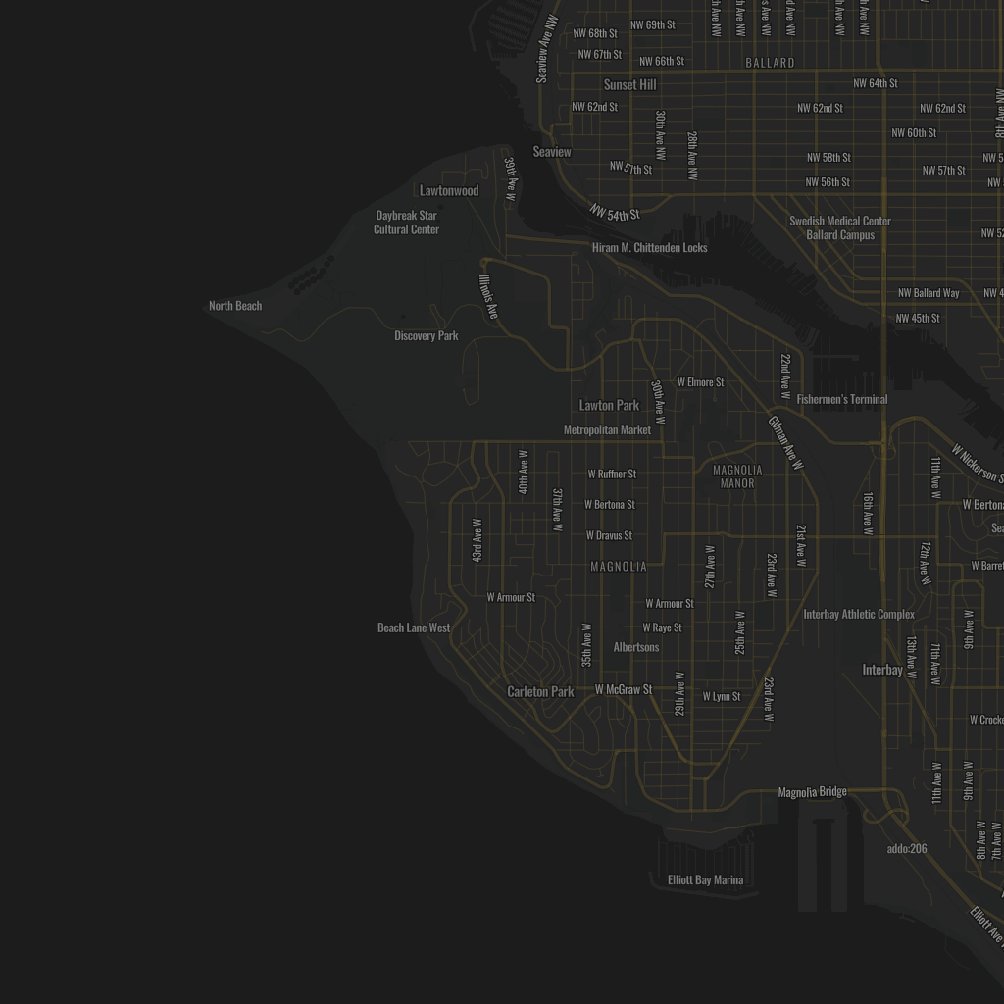 NW 69th St
NW 68th St
Seaview Ave NW
NW 67th St
NW 66th St
BALLARD
Sunset Hill
NW 64th St
NW 62nd St
NW 62nd St
NW 62nd St
30th Ave NW
28th Ave NW
8th Ave NW
NW 60th St
Seaview
NW 58th St
39th Ave W
NW 57th St
NW 57th St
NW 56th St
Lawtonwood
Daybreak Star
Cultural Center
NW 54th St
Swedish Medical Center
Ballard Campus
Hiram M. Chittenden Locks
Illinois Ave
NW Ballard Way
North Beach
NW 45th St
Discovery Park
22nd Ave W
W Elmore St
30th Ave W
Fishermen's Terminal
Lawton Park
Metropolitan Market
Gilman Ave W
W Nickerson S
40th Ave W
W Ruffner St
MAGNOLIA
MANOR
11th Ave W
37th Ave W
W Bertona St
16th Ave W
43rd Ave W
W Dravus St
21st Ave W
12th Ave W
MAGNOLIA
27th Ave W
23rd Ave W
W Barret
W Armour St
W Armour St
Interbay Athletic Complex
9th Ave W
Beach Lane West
W Raye St
25th Ave W
35th Ave W
Albertsons
13th Ave W
11th Ave W
Interbay
Carleton Park
W McGraw St
29th Ave W
W Lynn St
23rd Ave W
W Crocke
11th Ave W
9th Ave W
Magnolia Bridge
8th Ave W
7th Ave W
addo:206
Elliott Bay Marina
Elliott Ave W